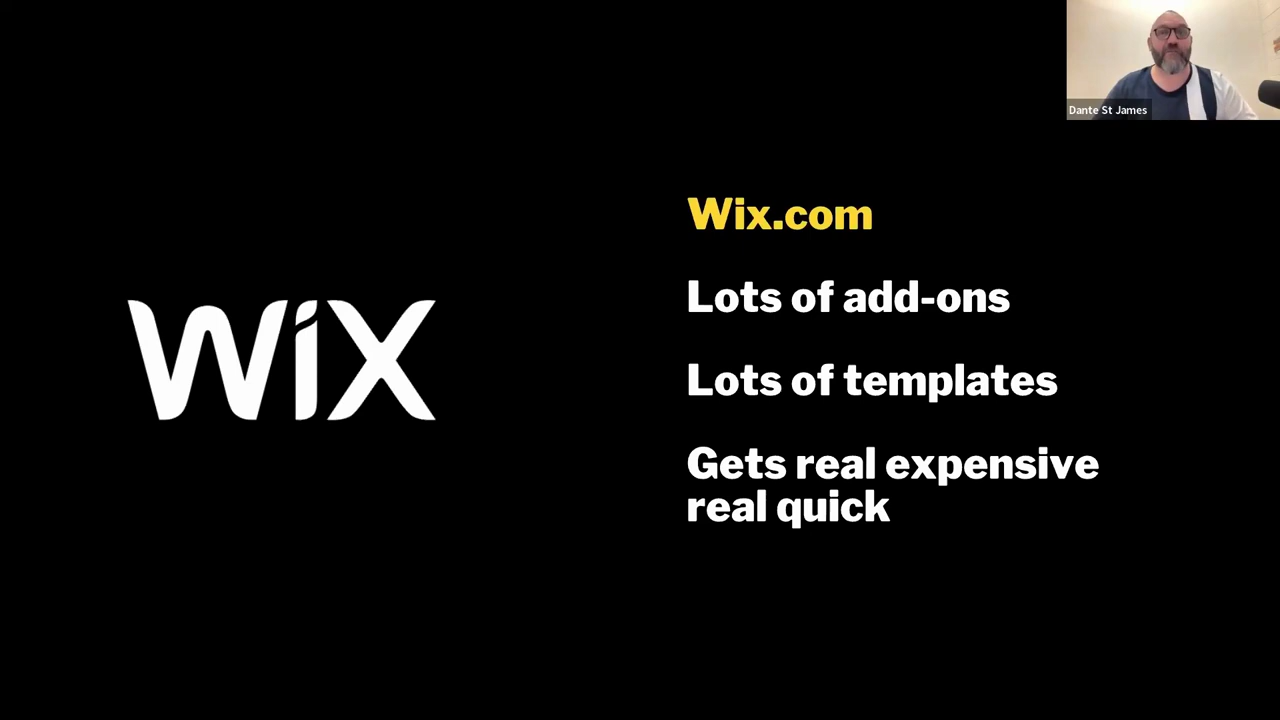 Dante St James
Wix.com
Lots of add-ons
WiX
Lots of templates
Gets real expensive
real quick